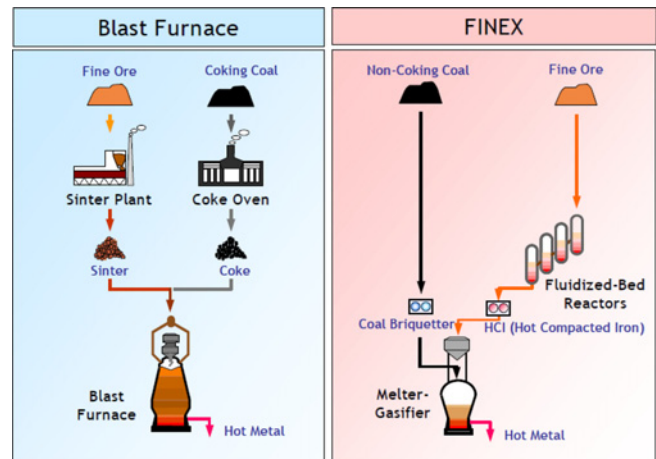 Blast Furnace
Fine Ore
Coking Coal
Sinter Plant
Coke Oven
Sinter
Coke
Blast
Furnace
Hot Metal
FINEX
Non-Coking Coal
Fine Ore
Fluidized-Bed
Reactors
Coal Briquetter
HCI (Hot Compacted Iron)
Melter-
Gasifier
Hot Metal